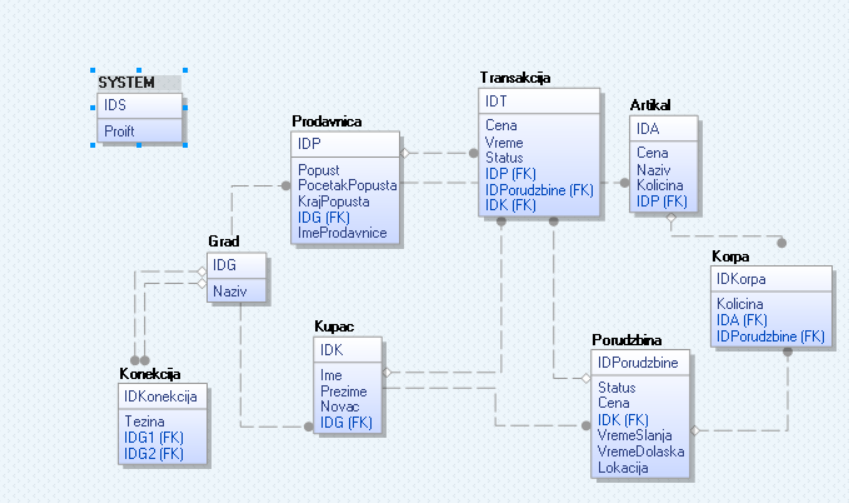 SYSTEM
IDS
Proift
Prodavnica
IDP
Popust
PocetakPopusta
KrajPopusta
IDG (FK)
ImeProdavnice
Transakcija
IDT
Cena
Vreme
Status
IDP (FK)
IDPorudzbine (FK)
IDK (FK)
Artikal
IDA
Cena
Naziv
Kolicina
IDP (FK)
Grad
IDG
Naziv
Korpa
IDKorpa
Kolicina
IDA (FK)
IDPorudzbine (FK)
Kupac
IDK
Ime
Prezime
Novac
IDG (FK)
Porudzbina
IDPorudzbine
Status
Cena
IDK (FK)
VremeSlanja
VremeDolaska
Lokacija
Konekcija
IDKonekcija
Tezina
IDG1 (FK)
IDG2 (FK)